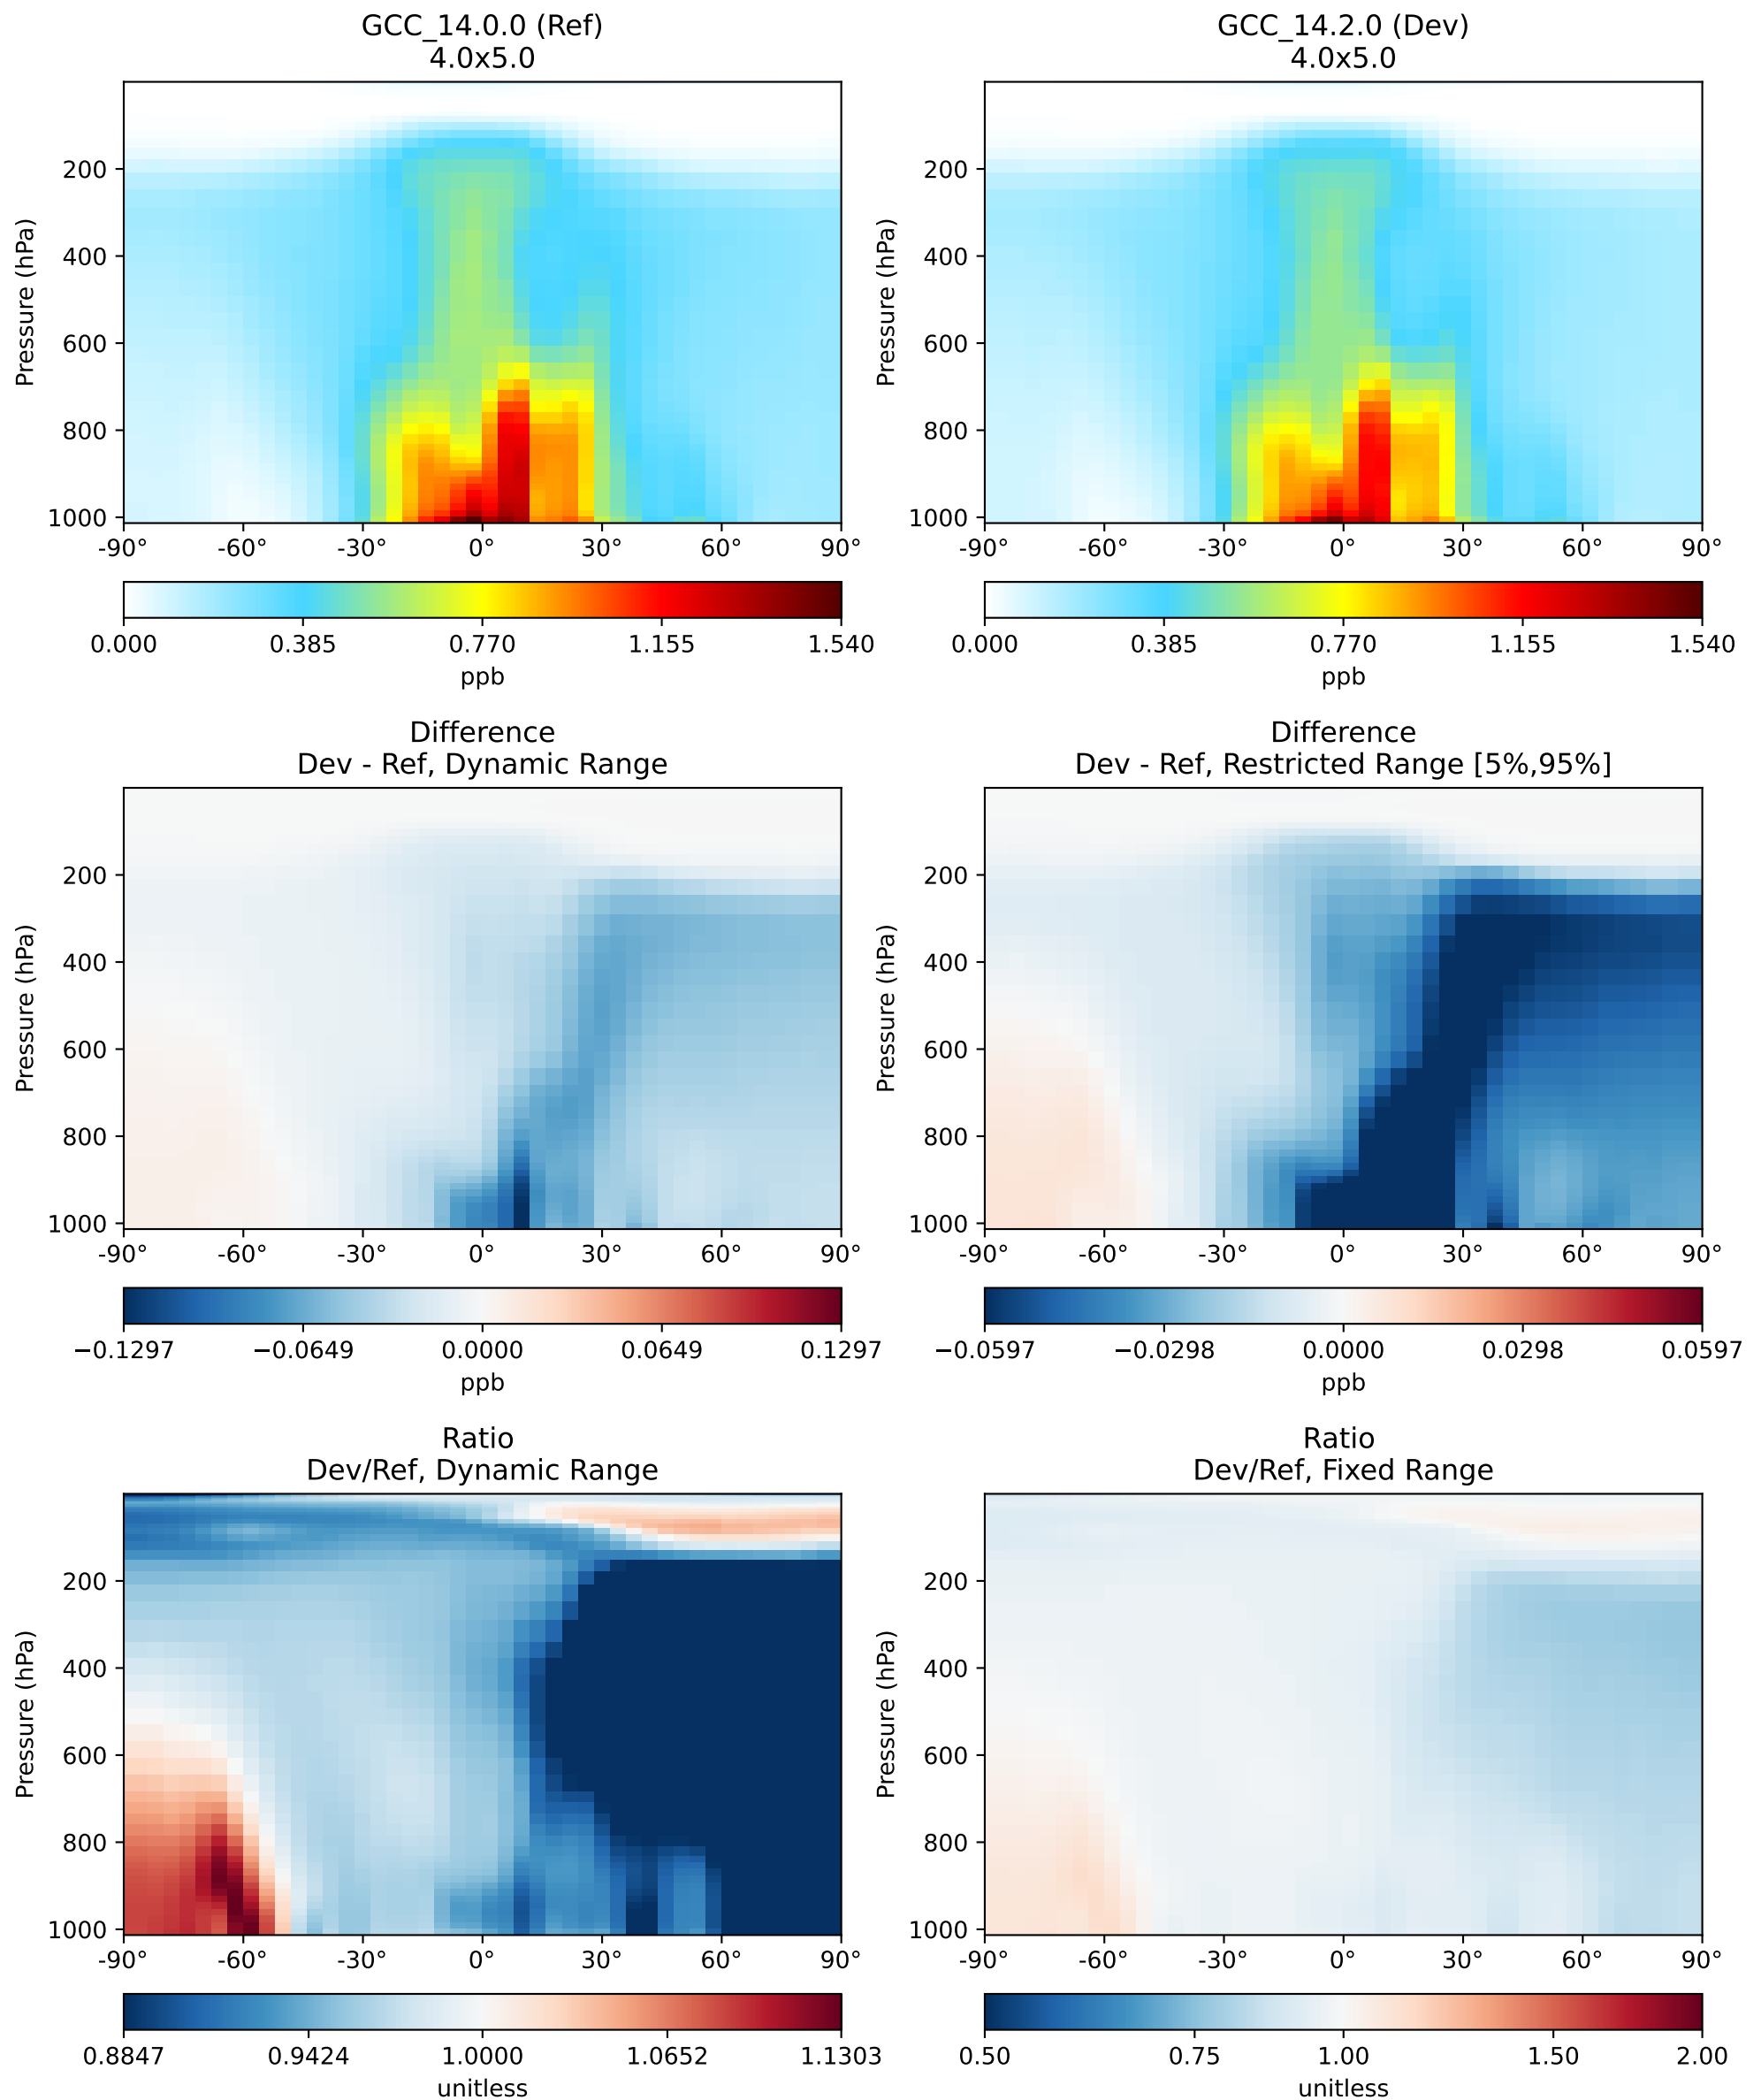 GCC_14.0.0 (Ref)
4.0x5.0
Pressure (hPa)
200
400
600
800
1000
-90° -60° -30° 0° 30° 60° 90°
0.000 0.385 0.770 1.155 1.540
ppb
GCC_14.2.0 (Dev)
4.0x5.0
Pressure (hPa)
200
400
600
800
1000
-90° -60° -30° 0° 30° 60° 90°
0.000 0.385 0.770 1.155 1.540
ppb
Difference
Dev - Ref, Dynamic Range
Pressure (hPa)
200
400
600
800
1000
-90° -60° -30° 0° 30° 60° 90°
−0.1297 −0.0649 0.0000 0.0649 0.1297
ppb
Difference
Dev - Ref, Restricted Range [5%,95%]
Pressure (hPa)
200
400
600
800
1000
-90° -60° -30° 0° 30° 60° 90°
−0.0597 −0.0298 0.0000 0.0298 0.0597
ppb
Ratio
Dev/Ref, Dynamic Range
Pressure (hPa)
200
400
600
800
1000
-90° -60° -30° 0° 30° 60° 90°
0.8847 0.9424 1.0000 1.0652 1.1303
unitless
Ratio
Dev/Ref, Fixed Range
Pressure (hPa)
200
400
600
800
1000
-90° -60° -30° 0° 30° 60° 90°
0.50 0.75 1.00 1.50 2.00
unitless